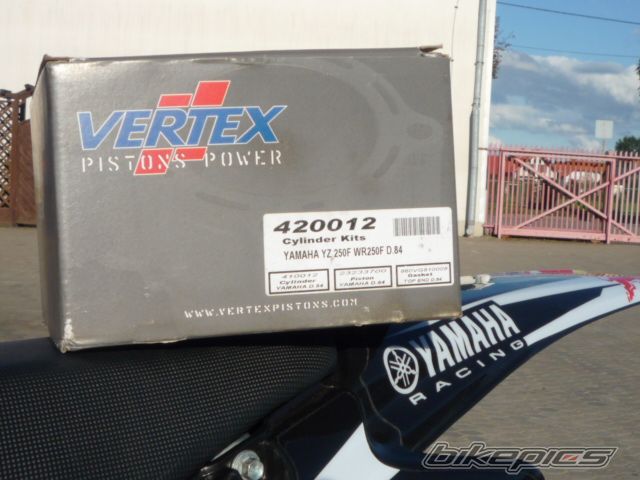 VERTEX
PISTONS POWER
420012
Cylinder Kits
YAMAHA YZ 250F WR250F D.84
410012
Cylinder
YAMAHA D.84
23233700
Piston
YAMAHA D.84
Gasket
TOP END D.84
WWW.VERTEXPISTONS.COM
YAMAHA
RACING
bikepics